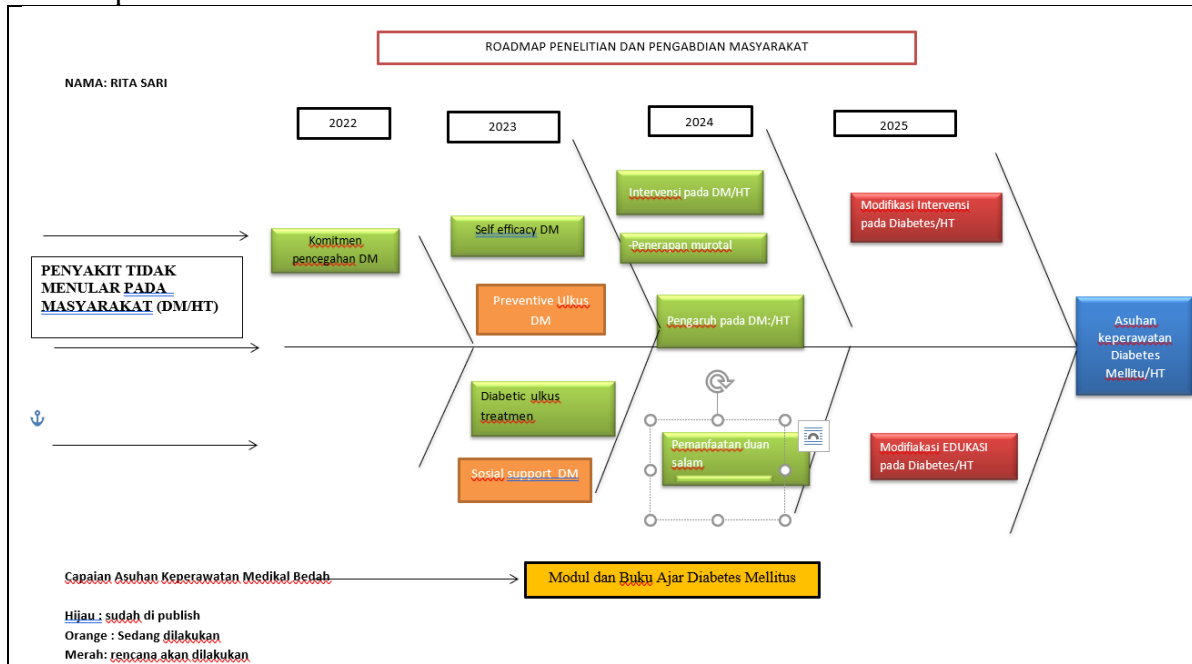 ROADMAP PENELITIAN DAN PENGABDIAN MASYARAKAT
NAMA: RITA SARI
2022
2023
2024
2025
PENYAKIT TIDAK
MENULAR PADA
MASYARAKAT (DM/HT)
Komitmen
pencegahan DM
Self efficacy DM
Preventive Ulkus
DM
Diabetic ulkus
treatmen
Sosial support DM
Intervensi pada DM/HT
-Penerapan murotal
Pengaruh pada DM:/HT
Pemanfaatan duan
salam
Modifikasi Intervensi
pada Diabetes/HT
Modifiakasi EDUKASI
pada Diabetes/HT
Asuhan
keperawatan
Diabetes
Mellitu/HT
Capaian Asuhan Keperawatan Medikal Bedah
Modul dan Buku Ajar Diabetes Mellitus
Hijau : sudah di publish
Orange : Sedang dilakukan
Merah: rencana akan dilakukan